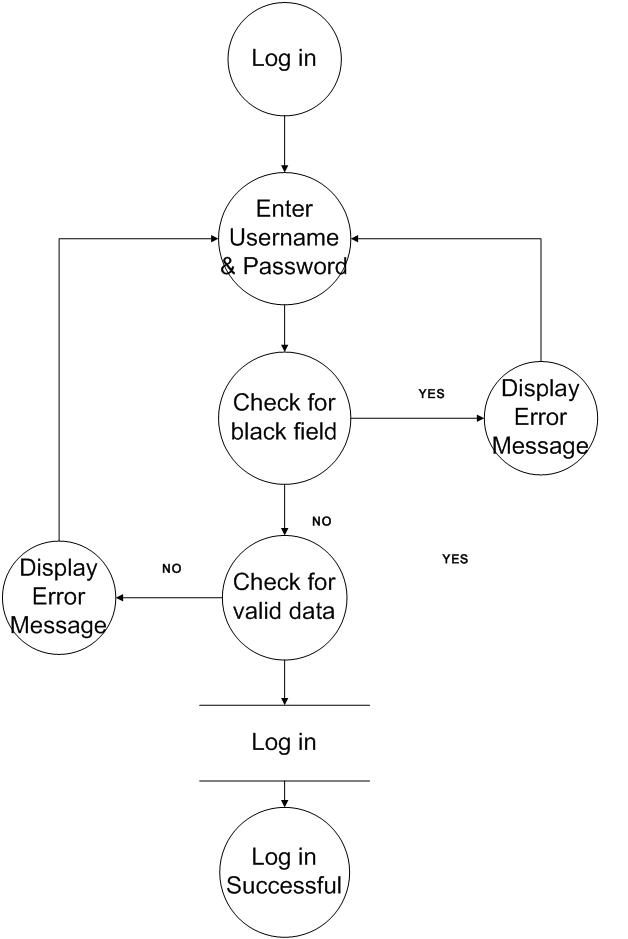 Log in
Enter
Username
& Password
Check for
black field
YES
Display
Error
Message
NO
YES
Check for
valid data
NO
Display
Error
Message
Log in
Log in
Successful